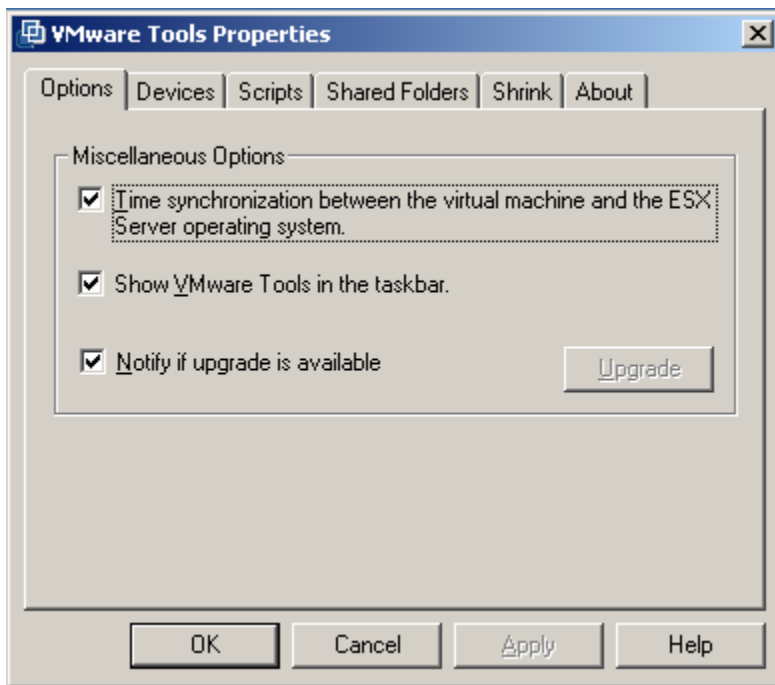 VMware Tools Properties
Options Devices Scripts Shared Folders Shrink About
Miscellaneous Options
Time synchronization between the virtual machine and the ESX
Server operating system.
Show VMware Tools in the taskbar.
Notify if upgrade is available
Upgrade
OK Cancel Apply Help